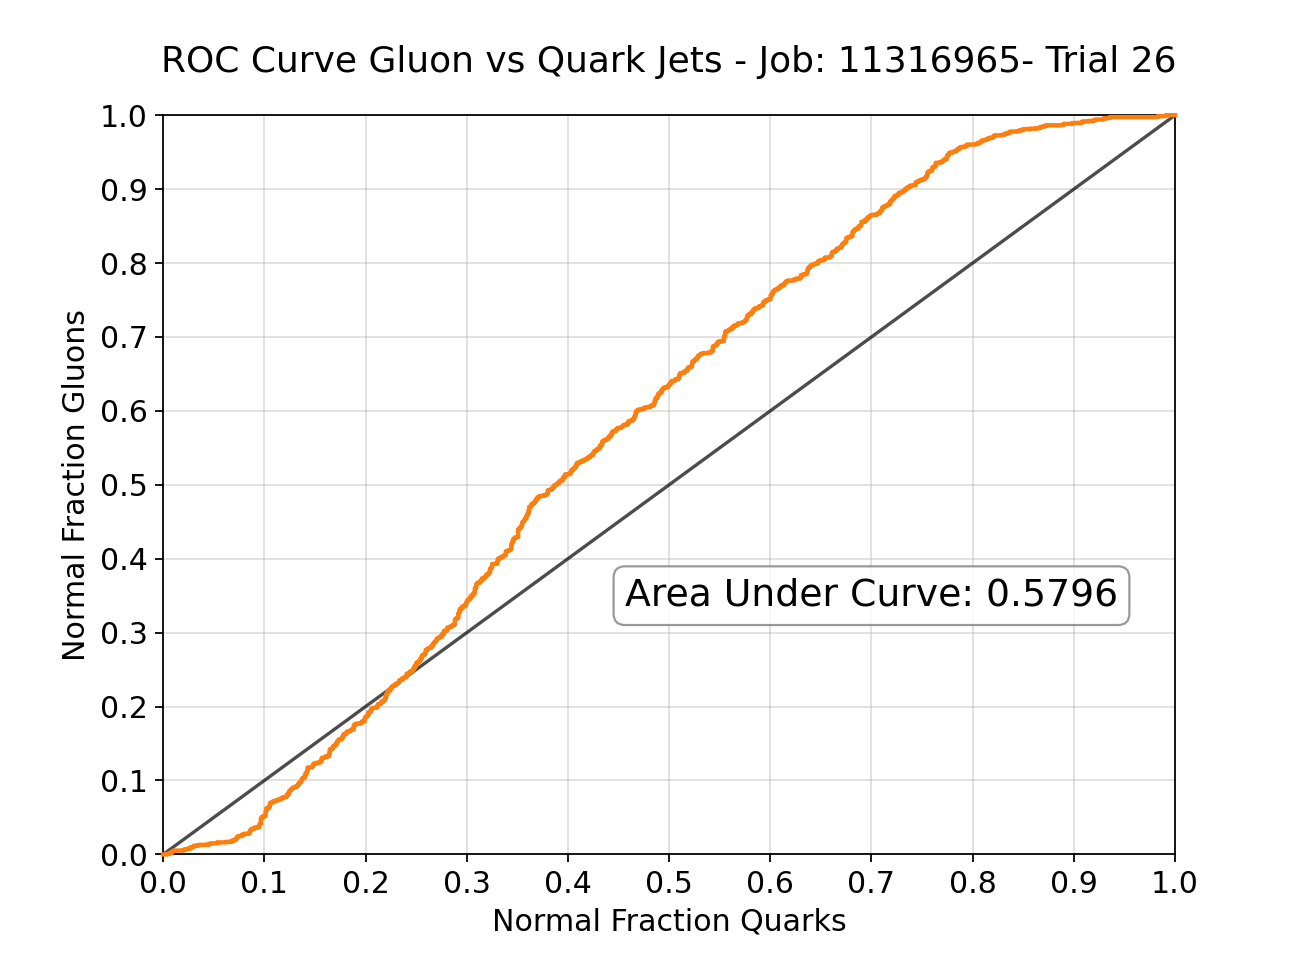 ROC Curve Gluon vs Quark Jets - Job: 11316965- Trial 26
1.0
0.9
0.8
0.7
0.6
0.5
0.4
0.3
0.2
0.1
0.0
Normal Fraction Gluons
Area Under Curve: 0.5796
0.0 0.1 0.2 0.3 0.4 0.5 0.6 0.7 0.8 0.9 1.0
Normal Fraction Quarks